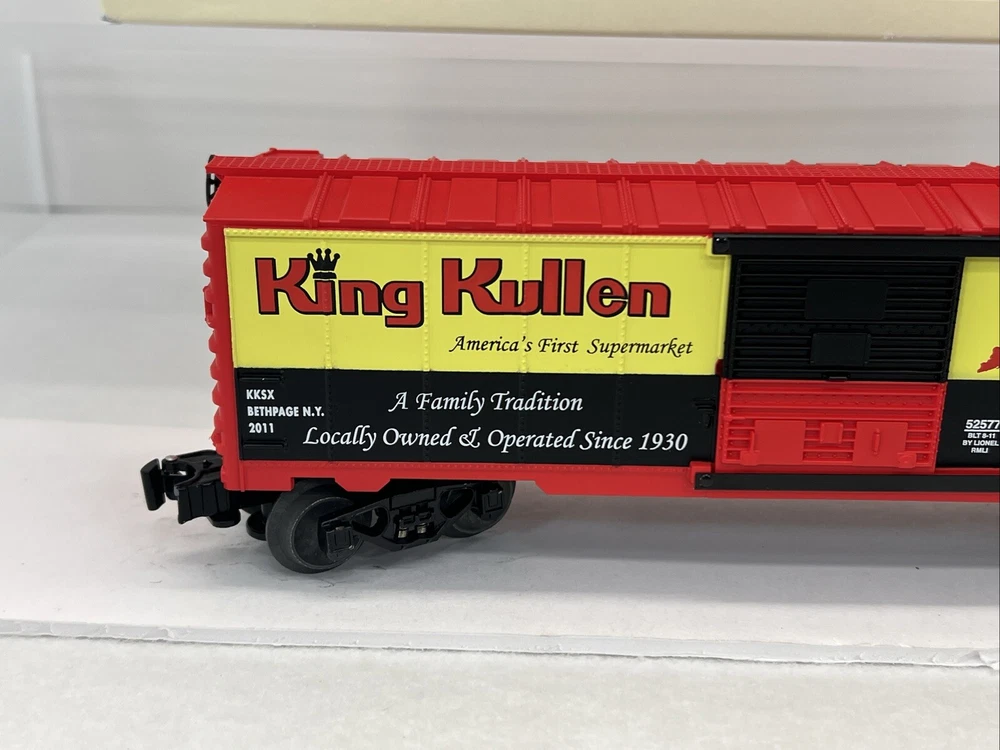 King Kullen
America's First Supermarket
A Family Tradition
Locally Owned & Operated Since 1930
KKSX
BETHPAGE N.Y.
2011
52577
BLT 8-11
BY LIONEL
RMLI